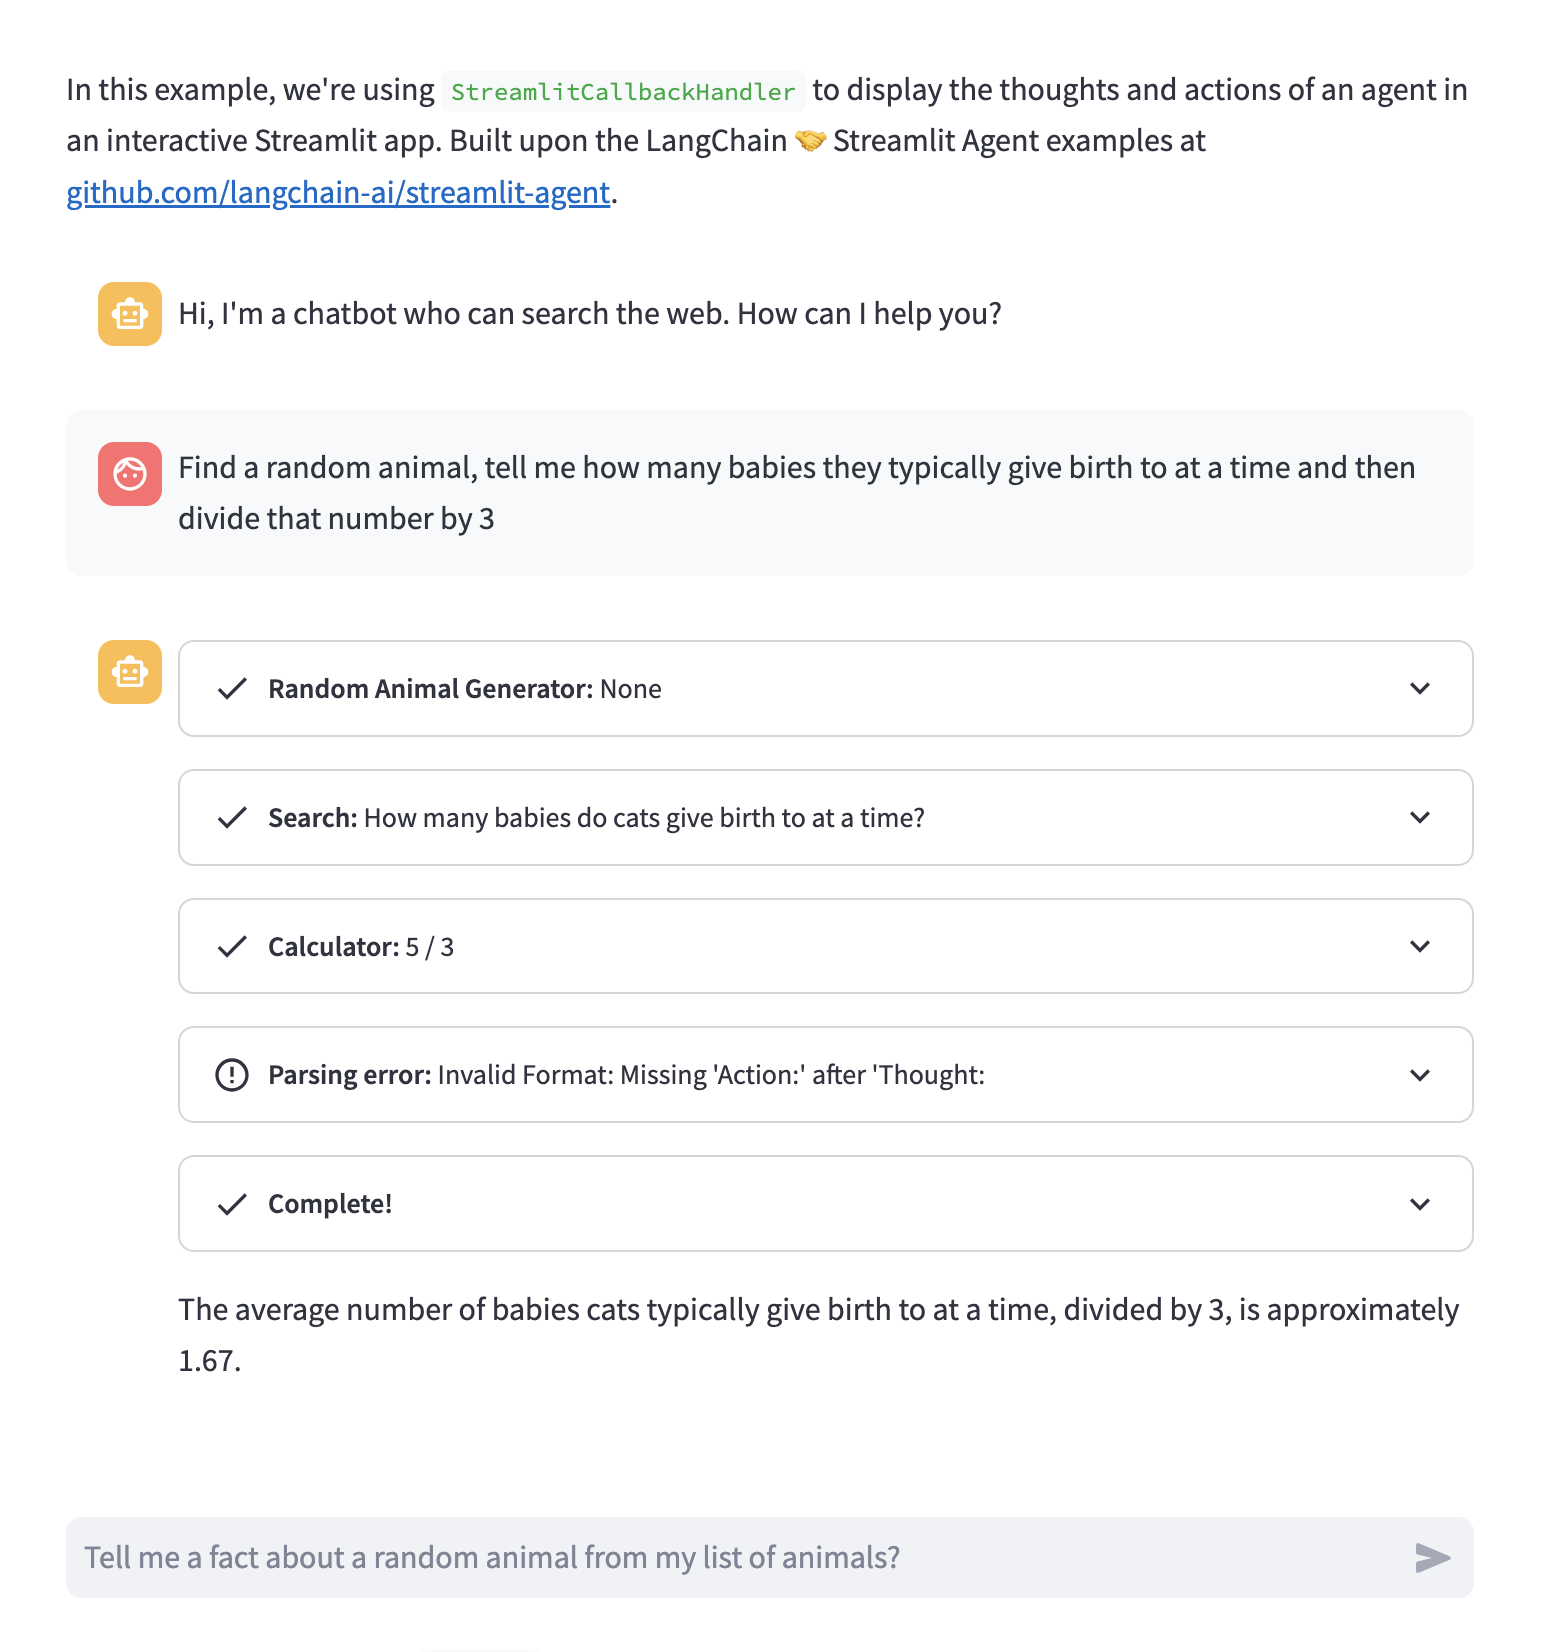 In this example, we're using StreamlitCallbackHandler to display the thoughts and actions of an agent in
an interactive Streamlit app. Built upon the LangChain 🤝 Streamlit Agent examples at
github.com/langchain-ai/streamlit-agent.
Hi, I'm a chatbot who can search the web. How can I help you?
Find a random animal, tell me how many babies they typically give birth to at a time and then
divide that number by 3
Random Animal Generator: None
Search: How many babies do cats give birth to at a time?
Calculator: 5 / 3
Parsing error: Invalid Format: Missing 'Action:' after 'Thought:
Complete!
The average number of babies cats typically give birth to at a time, divided by 3, is approximately
1.67.
Tell me a fact about a random animal from my list of animals?